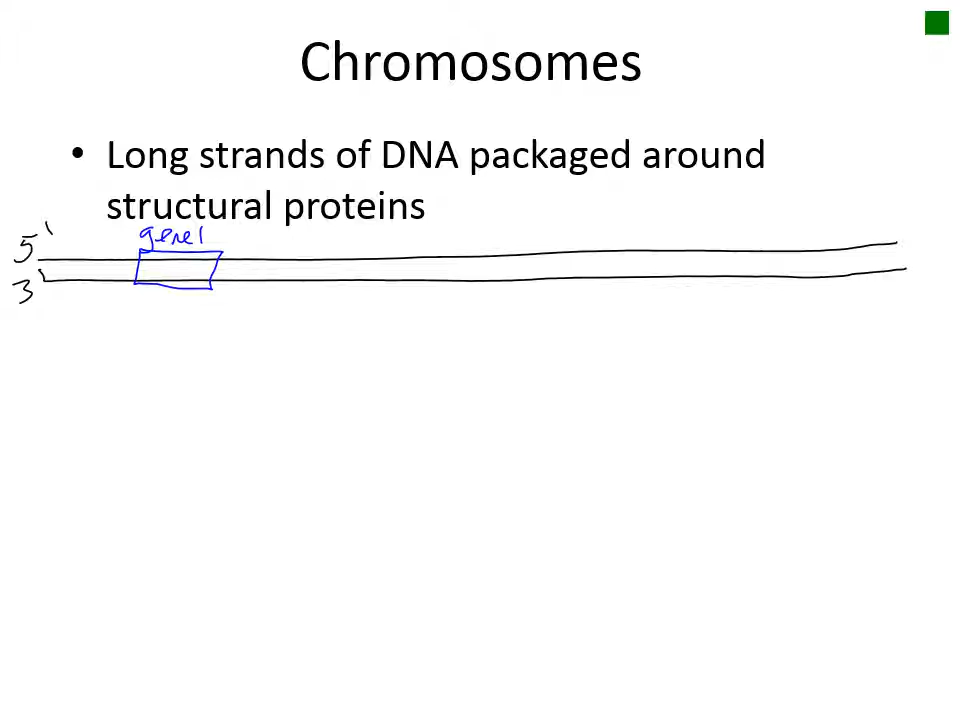 Chromosomes
• Long strands of DNA packaged around
structural proteins
gene 1
5'
3'